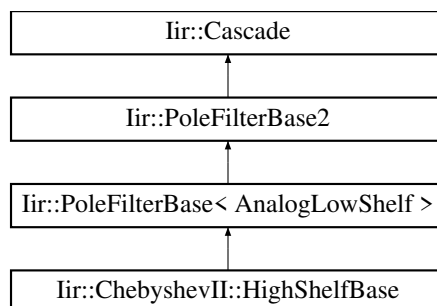 Iir::Cascade
Iir::PoleFilterBase2
Iir::PoleFilterBase< AnalogLowShelf >
Iir::ChebyshevII::HighShelfBase